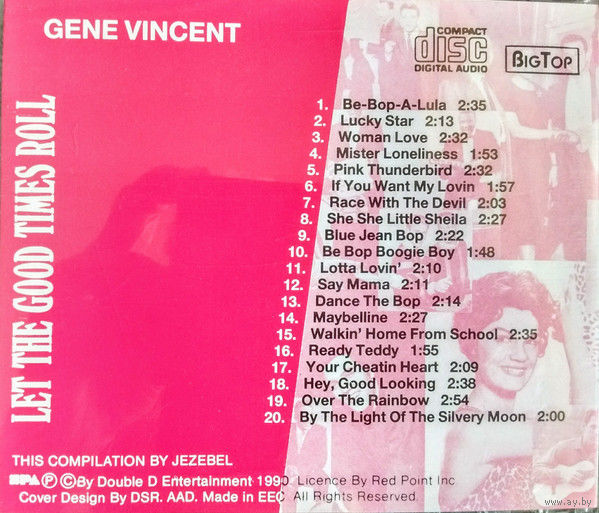 GENE VINCENT
COMPACT
disc
DIGITAL AUDIO
BIGTOP
LET THE GOOD TIMES ROLL
1. Be-Bop-A-Lula 2:35
2. Lucky Star 2:13
3. Woman Love 2:32
4. Mister Loneliness 1:53
5. Pink Thunderbird 2:32
6. If You Want My Lovin 1:57
7. Race With The Devil 2:03
8. She She Little Sheila 2:27
9. Blue Jean Bop 2:22
10. Be Bop Boogie Boy 1:48
11. Lotta Lovin' 2:10
12. Say Mama 2:11
13. Dance The Bop 2:14
14. Maybelline 2:27
15. Walkin' Home From School 2:35
16. Ready Teddy 1:55
17. Your Cheatin Heart 2:09
18. Hey, Good Looking 2:38
19. Over The Rainbow 2:54
20. By The Light Of The Silvery Moon 2:00
THIS COMPILATION BY JEZEBEL
Ⓟ ©By Double D Entertainment 1990. Licence By Red Point Inc
Cover Design By DSR. AAD. Made in EEC All Rights Reserved.
www.ay.by